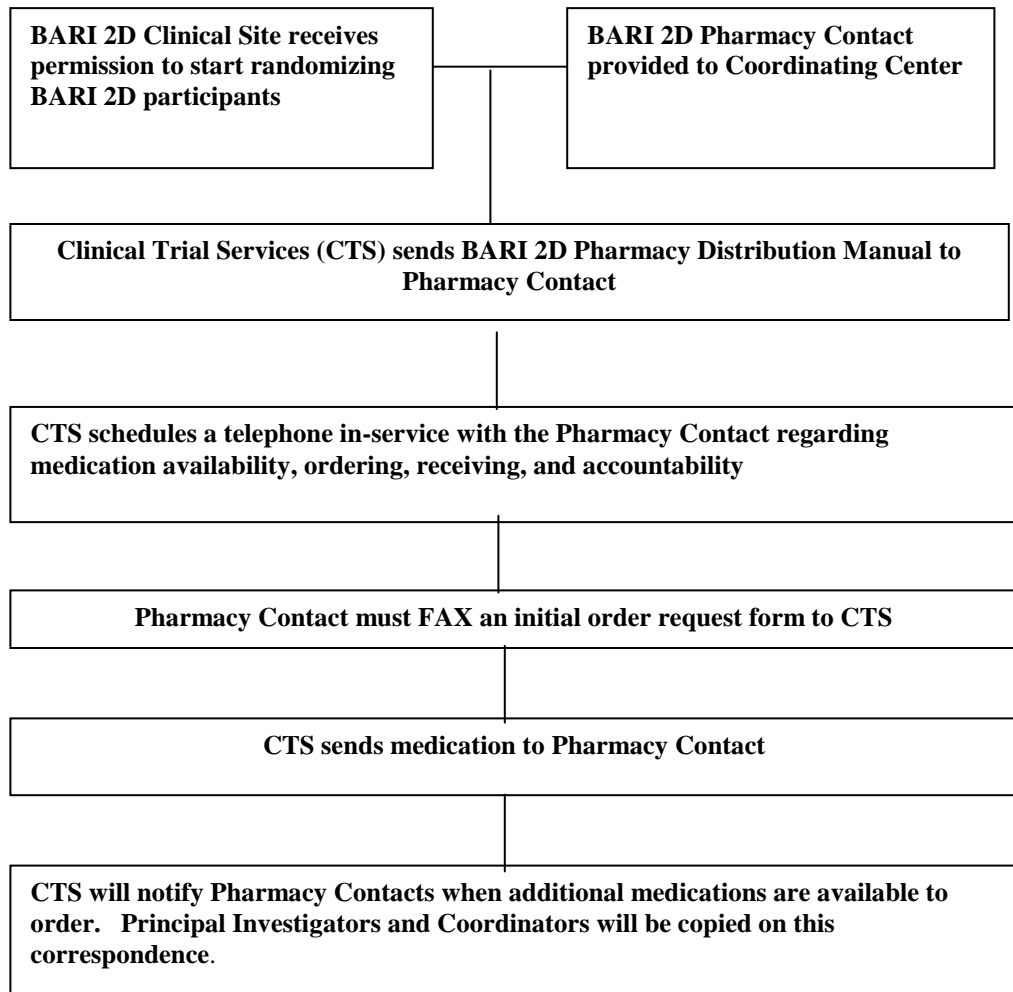 BARI 2D Clinical Site receives
permission to start randomizing
BARI 2D participants
BARI 2D Pharmacy Contact
provided to Coordinating Center
Clinical Trial Services (CTS) sends BARI 2D Pharmacy Distribution Manual to
Pharmacy Contact
CTS schedules a telephone in-service with the Pharmacy Contact regarding
medication availability, ordering, receiving, and accountability
Pharmacy Contact must FAX an initial order request form to CTS
CTS sends medication to Pharmacy Contact
CTS will notify Pharmacy Contacts when additional medications are available to
order.   Principal Investigators and Coordinators will be copied on this
correspondence.